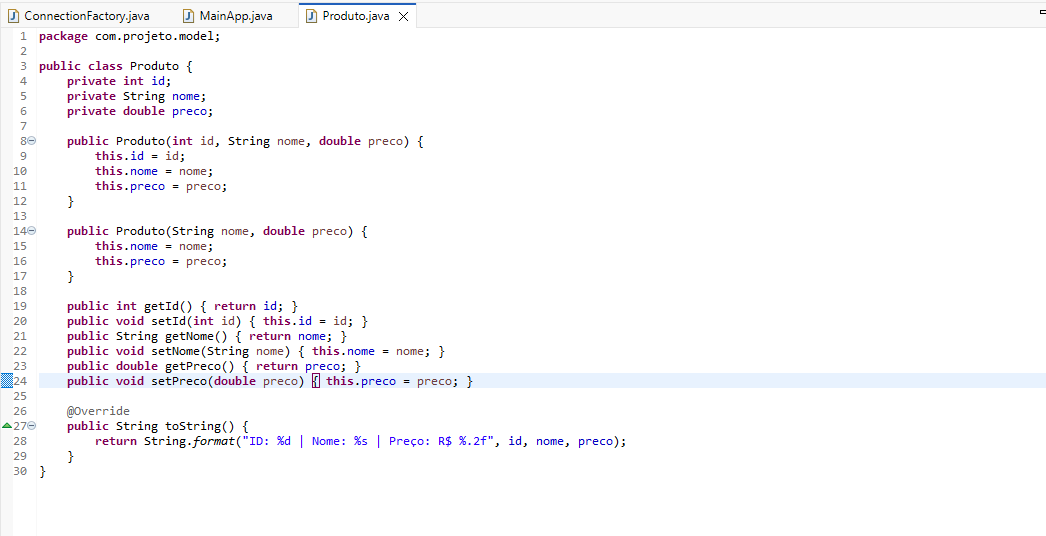 ConnectionFactory.java MainApp.java Produto.java
1 package com.projeto.model;
2
3 public class Produto {
4     private int id;
5     private String nome;
6     private double preco;
7
8     public Produto(int id, String nome, double preco) {
9         this.id = id;
10         this.nome = nome;
11         this.preco = preco;
12     }
13
14     public Produto(String nome, double preco) {
15         this.nome = nome;
16         this.preco = preco;
17     }
18
19     public int getId() { return id; }
20     public void setId(int id) { this.id = id; }
21     public String getNome() { return nome; }
22     public void setNome(String nome) { this.nome = nome; }
23     public double getPreco() { return preco; }
24     public void setPreco(double preco) { this.preco = preco; }
25
26     @Override
27     public String toString() {
28         return String.format("ID: %d | Nome: %s | Preço: R$ %.2f", id, nome, preco);
29     }
30 }